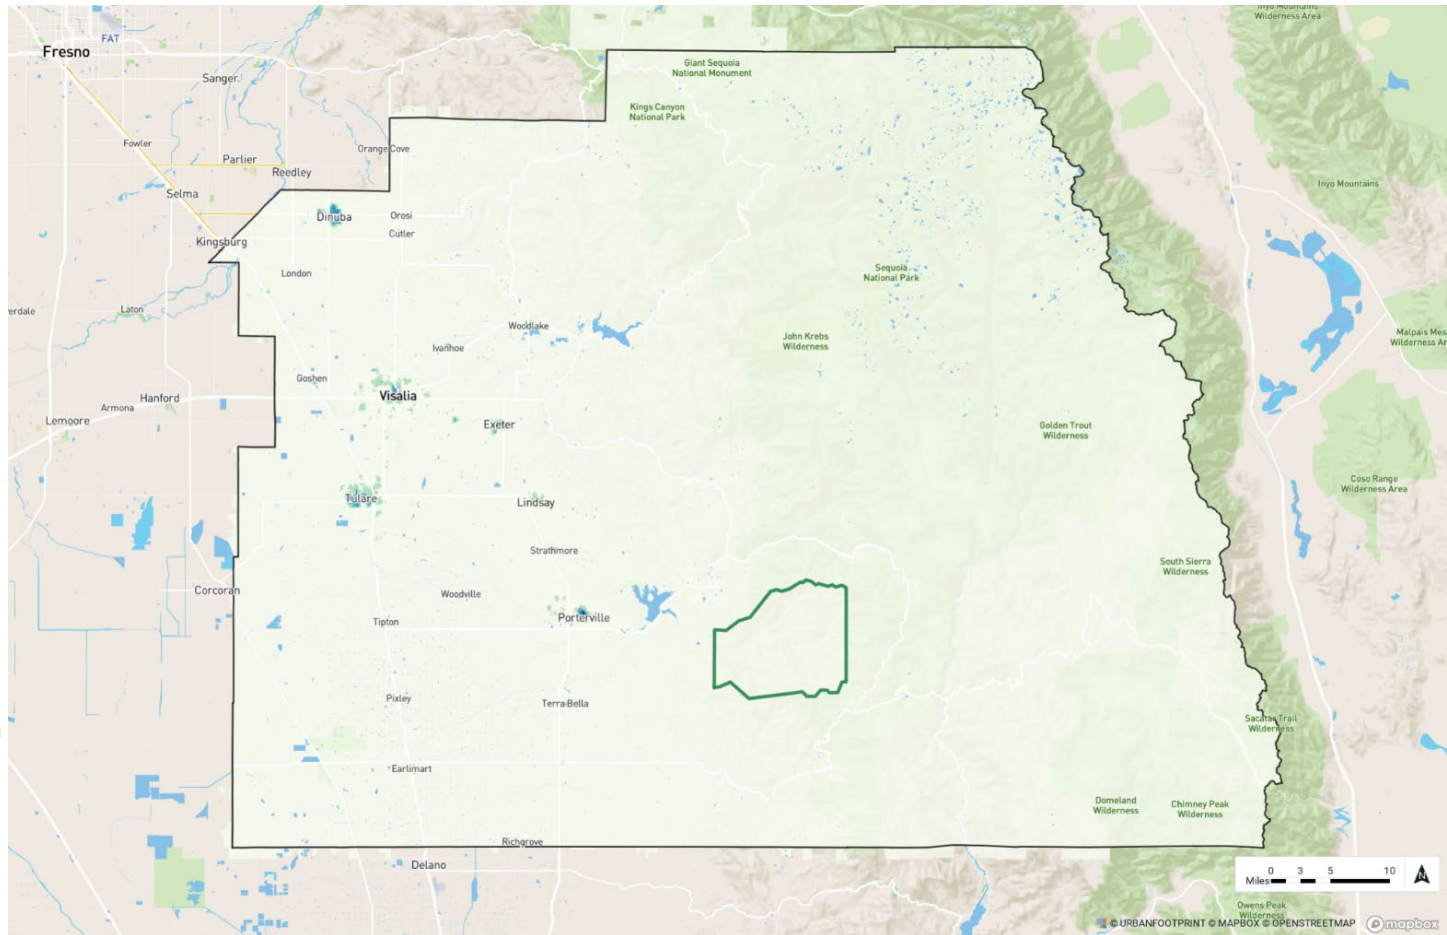 Inyo Mountains
Wilderness Area
FAT
Fresno
Giant Sequoia
National Monument
Sanger
Kings Canyon
National Park
Fowler
Orange Cove
Parlier
Reedley
Inyo Mountains
Selma
Dinuba
Orosi
Cutler
Kingsburg
Sequoia
National Park
London
Laton
verdale
Woodlake
John Krebs
Wilderness
Malpais Mes
Wilderness Ar
Ivanhoe
Goshen
Visalia
Hanford
Armona
Lemoore
Exeter
Golden Trout
Wilderness
Coso Range
Wilderness Area
Tulare
Lindsay
Strathmore
South Sierra
Wilderness
Corcoran
Woodville
Porterville
Tipton
Pixley
Terra Bella
Sacatar Trail
Wilderness
Earlimart
Domeland
Wilderness
Chimney Peak
Wilderness
Richgrove
Delano
0 3 5 10
Miles
N
Owens Peak
Wilderness
© URBANFOOTPRINT © MAPBOX © OPENSTREETMAP
mapbox